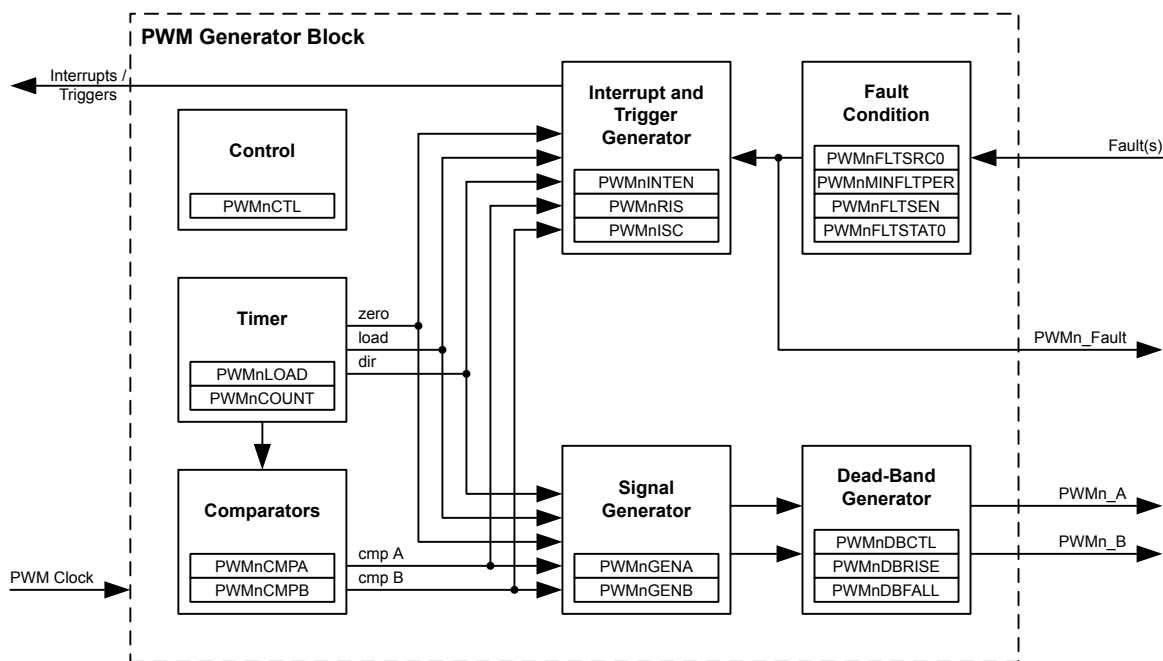 PWM Generator Block
Interrupts /
Triggers
Control
PWMnCTL
Interrupt and
Trigger
Generator
PWMnINTEN
PWMnRIS
PWMnISC
Fault
Condition
PWMnFLTSRC0
PWMnMINFLTPER
PWMnFLTSEN
PWMnFLTSTAT0
Fault(s)
Timer
PWMnLOAD
PWMnCOUNT
zero
load
dir
PWMn_Fault
Comparators
PWMnCMPA
PWMnCMPB
cmp A
cmp B
PWM Clock
Signal
Generator
PWMnGENA
PWMnGENB
Dead-Band
Generator
PWMnDBCTL
PWMnDBRISE
PWMnDBFALL
PWMn_A
PWMn_B